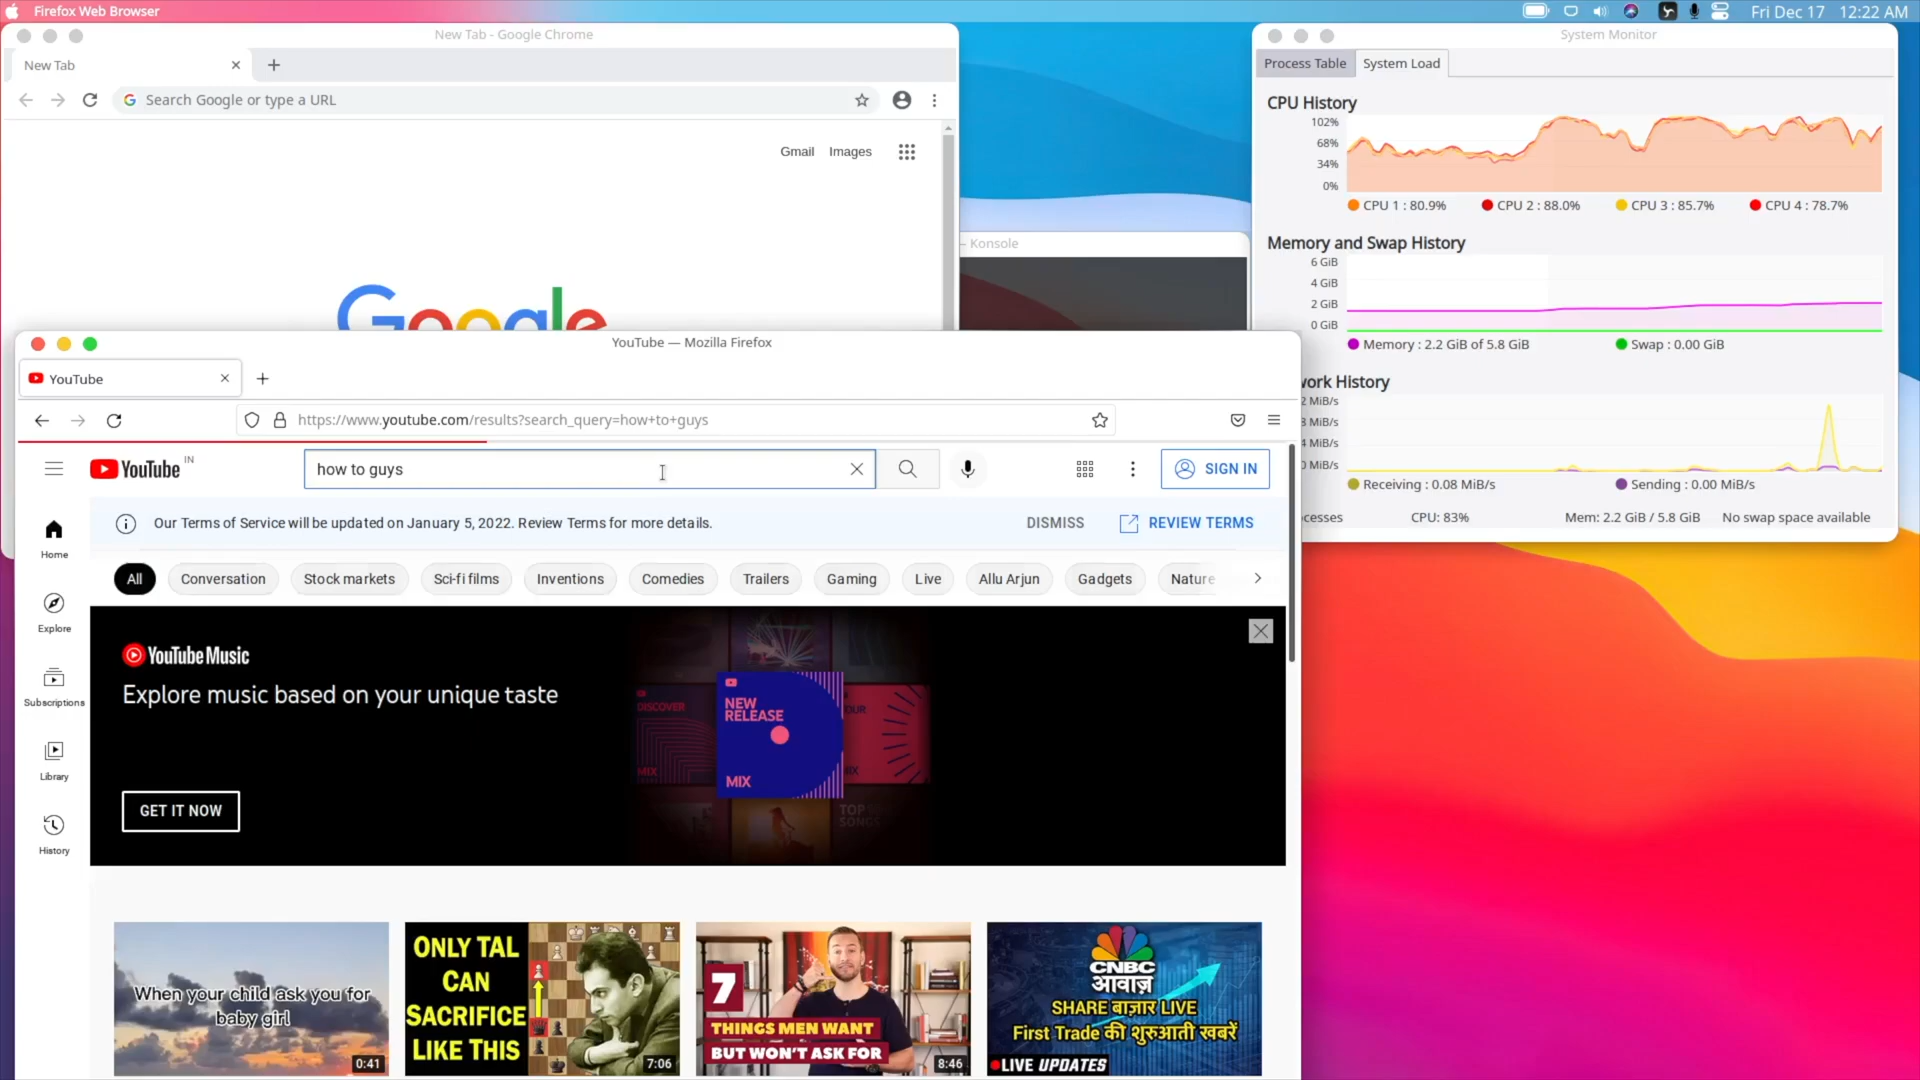 Firefox Web Browser
Fri Dec 17 12:22 AM
New Tab - Google Chrome
New Tab
Search Google or type a URL
Gmail Images
Google
— Konsole
System Monitor
Process Table System Load
CPU History
102%
68%
34%
0%
CPU 1 : 80.9% CPU 2 : 88.0% CPU 3 : 85.7% CPU 4 : 78.7%
Memory and Swap History
6 GiB
4 GiB
2 GiB
0 GiB
Memory : 2.2 GiB of 5.8 GiB Swap : 0.00 GiB
work History
2 MiB/s
8 MiB/s
4 MiB/s
0 MiB/s
Receiving : 0.08 MiB/s Sending : 0.00 MiB/s
cesses CPU: 83% Mem: 2.2 GiB / 5.8 GiB No swap space available
YouTube — Mozilla Firefox
YouTube
https://www.youtube.com/results?search_query=how+to+guys
YouTube IN
how to guys
SIGN IN
Our Terms of Service will be updated on January 5, 2022. Review Terms for more details. DISMISS REVIEW TERMS
All Conversation Stock markets Sci-fi films Inventions Comedies Trailers Gaming Live Allu Arjun Gadgets Nature
Home
Explore
Subscriptions
Library
History
YouTube Music
Explore music based on your unique taste
GET IT NOW
DISCOVER
MIX
NEW
RELEASE
MIX
OUR
MIX
TOP
SONGS
When your child ask you for
baby girl
0:41
ONLY TAL
CAN
SACRIFICE
LIKE THIS
7:06
7
THINGS MEN WANT
BUT WON'T ASK FOR
8:46
CNBC
आवाज़
SHARE बाज़ार LIVE
First Trade की शुरुआती खबरें
LIVE UPDATES